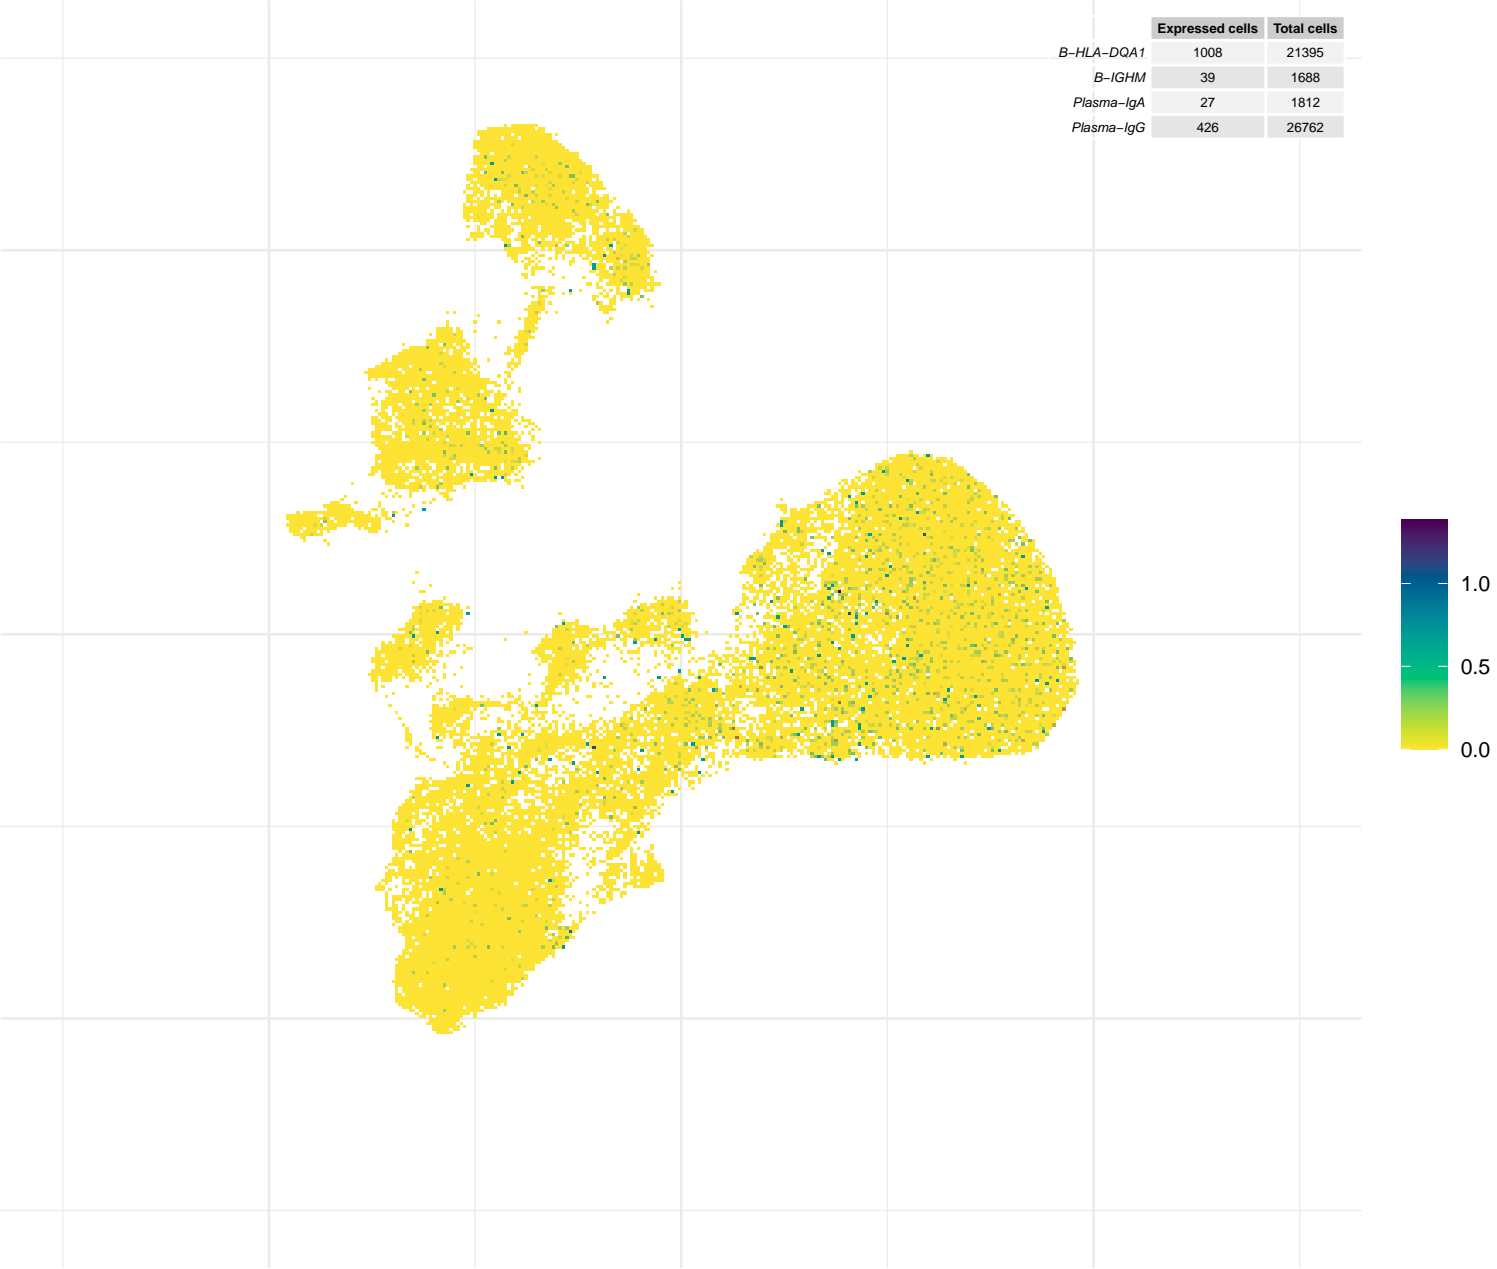 Expressed cells Total cells
B−HLA−DQA1 1008 21395
B−IGHM 39 1688
Plasma−IgA 27 1812
Plasma−IgG 426 26762
1.0
0.5
0.0